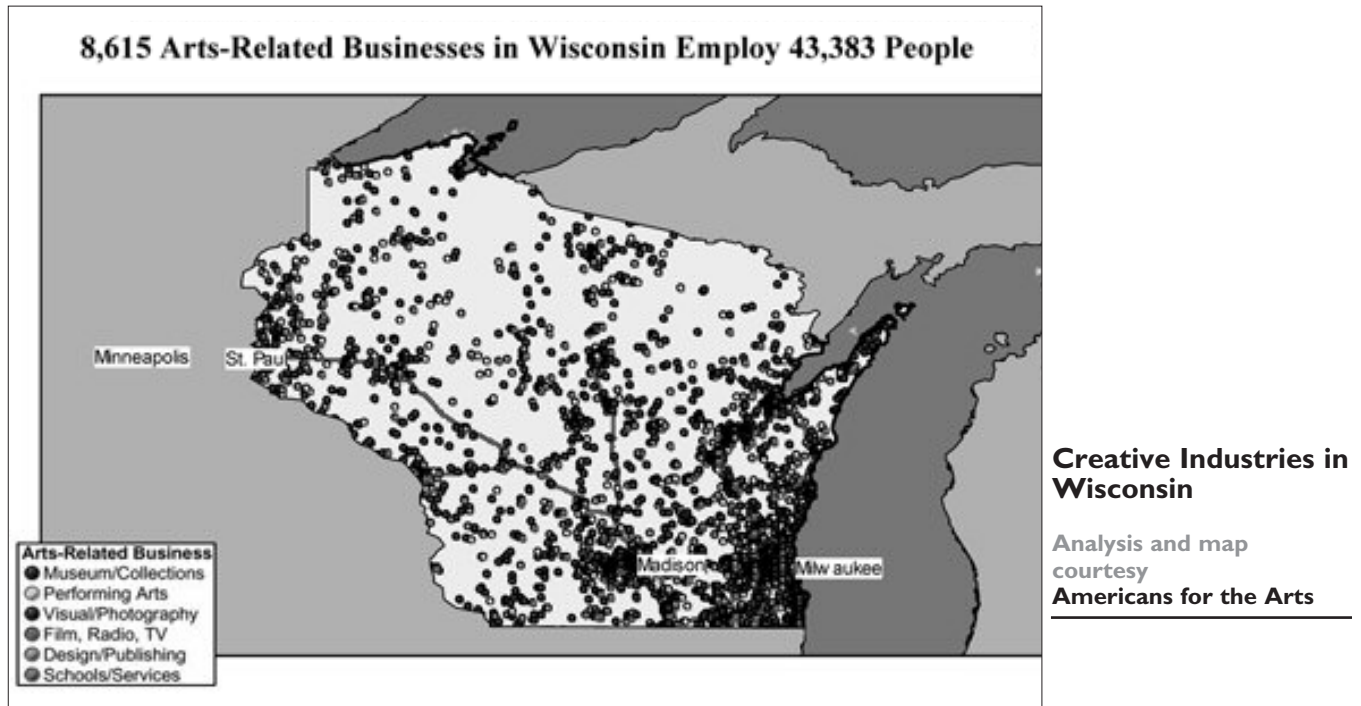 8,615 Arts-Related Businesses in Wisconsin Employ 43,383 People
Minneapolis
St. Paul
Madison
Milwaukee
Arts-Related Business
Museum/Collections
Performing Arts
Visual/Photography
Film, Radio, TV
Design/Publishing
Schools/Services
Creative Industries in
Wisconsin
Analysis and map
courtesy
Americans for the Arts